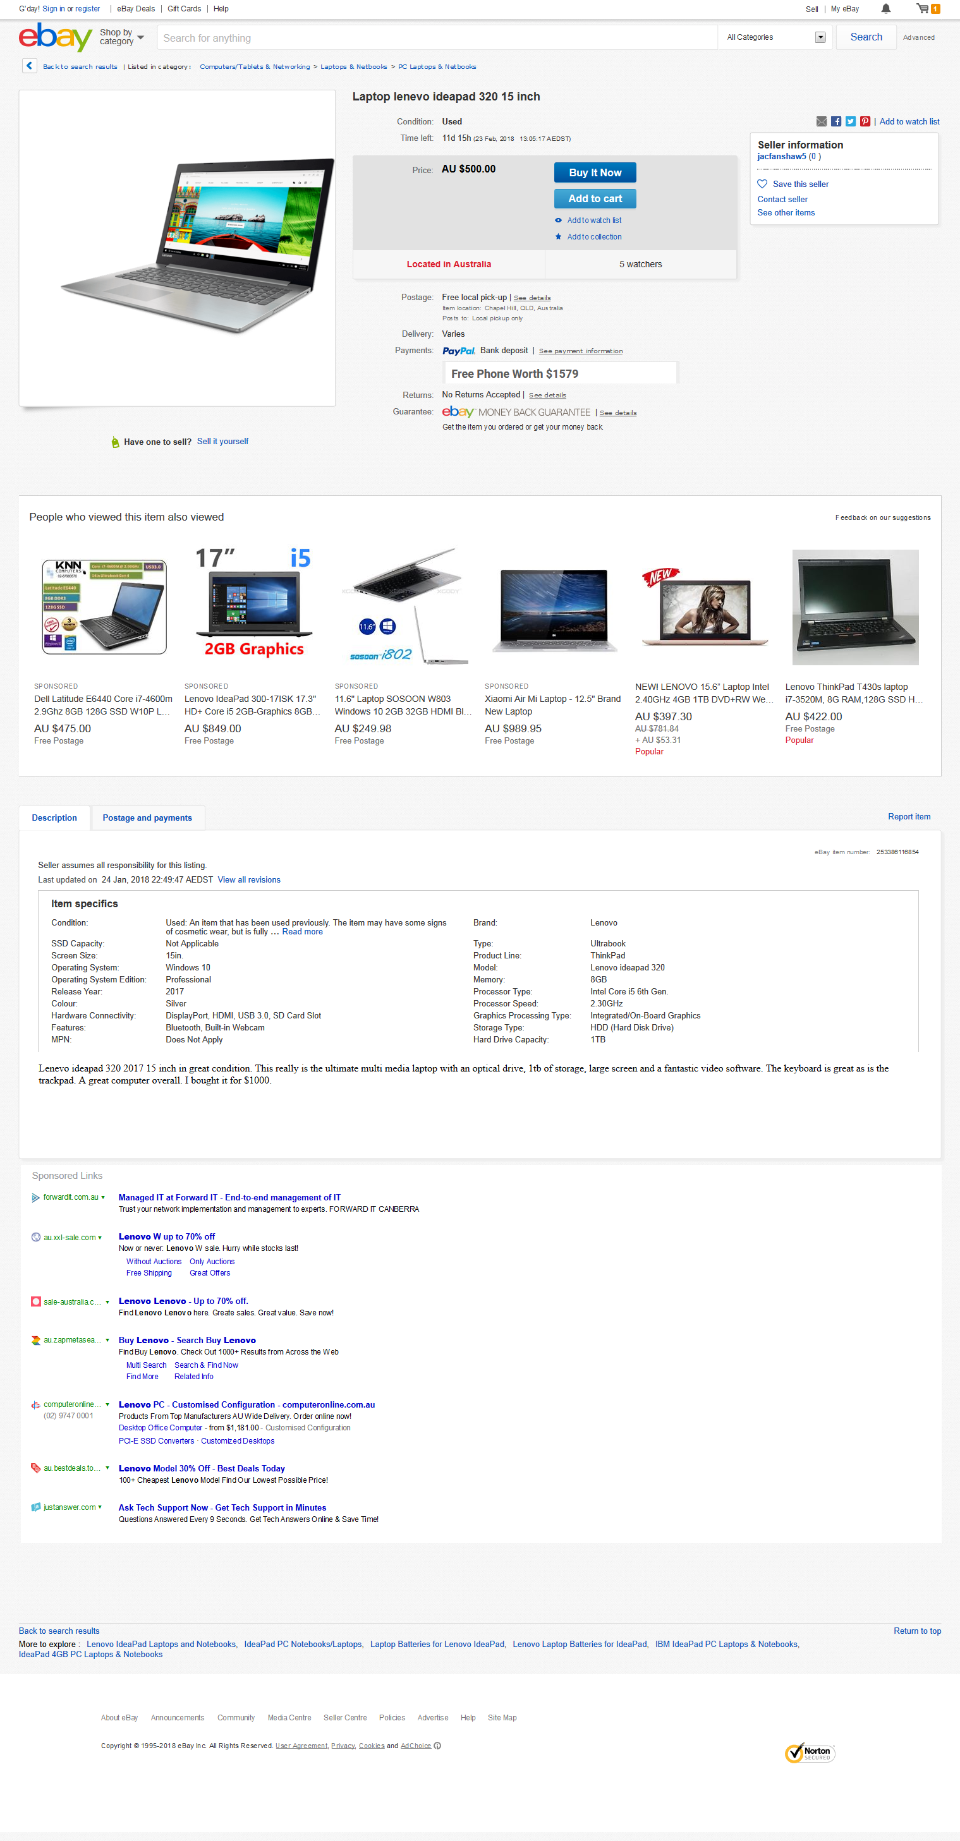 G'day! Sign in or register | eBay Deals | Gift Cards | Help
Sell | My eBay
1
ebay
Shop by category
Search for anything
All Categories
Search
Advanced
Back to search results | Listed in category: Computers/Tablets & Networking > Laptops & Netbooks > PC Laptops & Netbooks
Laptop lenevo ideapad 320 15 inch
Condition: Used
Time left: 11d 15h (23 Feb, 2018 13:05:17 AEDST)
Price: AU $500.00
Buy It Now
Add to cart
Add to watch list
Add to collection
Located in Australia
5 watchers
Postage: Free local pick-up | See details
Item location: Chapel Hill, QLD, Australia
Posts to: Local pickup only
Delivery: Varies
Payments: PayPal Bank deposit | See payment information
Free Phone Worth $1579
Returns: No Returns Accepted | See details
Guarantee: ebay MONEY BACK GUARANTEE | See details
Get the item you ordered or get your money back.
| Add to watch list
Seller information
jacfanshaw5 (0 )
Save this seller
Contact seller
See other items
Have one to sell? Sell it yourself
People who viewed this item also viewed
Feedback on our suggestions
KNN
COMPUTERS
17" i5
2GB Graphics
11.6"
sosoon i802
NEW
SPONSORED
Dell Latitude E6440 Core i7-4600m
2.9Ghz 8GB 128G SSD W10P L...
AU $475.00
Free Postage
SPONSORED
Lenovo IdeaPad 300-17ISK 17.3"
HD+ Core i5 2GB-Graphics 8GB...
AU $849.00
Free Postage
SPONSORED
11.6" Laptop SOSOON W803
Windows 10 2GB 32GB HDMI Bl...
AU $249.98
Free Postage
SPONSORED
Xiaomi Air Mi Laptop - 12.5" Brand
New Laptop
AU $989.95
Free Postage
NEW! LENOVO 15.6" Laptop Intel
2.40GHz 4GB 1TB DVD+RW We...
AU $397.30
AU $781.84
+ AU $53.31
Popular
Lenovo ThinkPad T430s laptop
i7-3520M, 8G RAM,128G SSD H...
AU $422.00
Free Postage
Popular
Description
Postage and payments
Report item
eBay item number: 253386116854
Seller assumes all responsibility for this listing.
Last updated on 24 Jan, 2018 22:49:47 AEDST View all revisions
Item specifics
Condition: Used: An item that has been used previously. The item may have some signs
of cosmetic wear, but is fully ... Read more
Brand: Lenovo
SSD Capacity: Not Applicable
Type: Ultrabook
Screen Size: 15in.
Product Line: ThinkPad
Operating System: Windows 10
Model: Lenovo ideapad 320
Operating System Edition: Professional
Memory: 8GB
Release Year: 2017
Processor Type: Intel Core i5 6th Gen.
Colour: Silver
Processor Speed: 2.30GHz
Hardware Connectivity: DisplayPort, HDMI, USB 3.0, SD Card Slot
Graphics Processing Type: Integrated/On-Board Graphics
Features: Bluetooth, Built-in Webcam
Storage Type: HDD (Hard Disk Drive)
MPN: Does Not Apply
Hard Drive Capacity: 1TB
Lenevo ideapad 320 2017 15 inch in great condition. This really is the ultimate multi media laptop with an optical drive, 1tb of storage, large screen and a fantastic video software. The keyboard is great as is the
trackpad. A great computer overall. I bought it for $1000.
Sponsored Links
forwardit.com.au
Managed IT at Forward IT - End-to-end management of IT
Trust your network implementation and management to experts. FORWARD IT CANBERRA
au.xxl-sale.com
Lenovo W up to 70% off
Now or never: Lenovo W sale. Hurry while stocks last!
Without Auctions Only Auctions
Free Shipping Great Offers
sale-australia.c...
Lenovo Lenovo - Up to 70% off.
Find Lenovo Lenovo here. Greate sales. Great value. Save now!
au.zapmetasea...
Buy Lenovo - Search Buy Lenovo
Find Buy Lenovo. Check Out 1000+ Results from Across the Web
Multi Search Search & Find Now
Find More Related Info
computeronline...
(02) 9747 0001
Lenovo PC - Customised Configuration - computeronline.com.au
Products From Top Manufacturers AU Wide Delivery. Order online now!
Desktop Office Computer - from $1,181.00 - Customised Configuration
PCI-E SSD Converters · Customized Desktops
au.bestdeals.to...
Lenovo Model 30% Off - Best Deals Today
100+ Cheapest Lenovo Model Find Our Lowest Possible Price!
justanswer.com
Ask Tech Support Now - Get Tech Support in Minutes
Questions Answered Every 9 Seconds. Get Tech Answers Online & Save Time!
Back to search results
Return to top
More to explore : Lenovo IdeaPad Laptops and Notebooks, IdeaPad PC Notebooks/Laptops, Laptop Batteries for Lenovo IdeaPad, Lenovo Laptop Batteries for IdeaPad, IBM IdeaPad PC Laptops & Notebooks,
IdeaPad 4GB PC Laptops & Notebooks
About eBay Announcements Community Media Centre Seller Centre Policies Advertise Help Site Map
Copyright © 1995-2018 eBay Inc. All Rights Reserved. User Agreement, Privacy, Cookies and AdChoice
Norton
SECURED